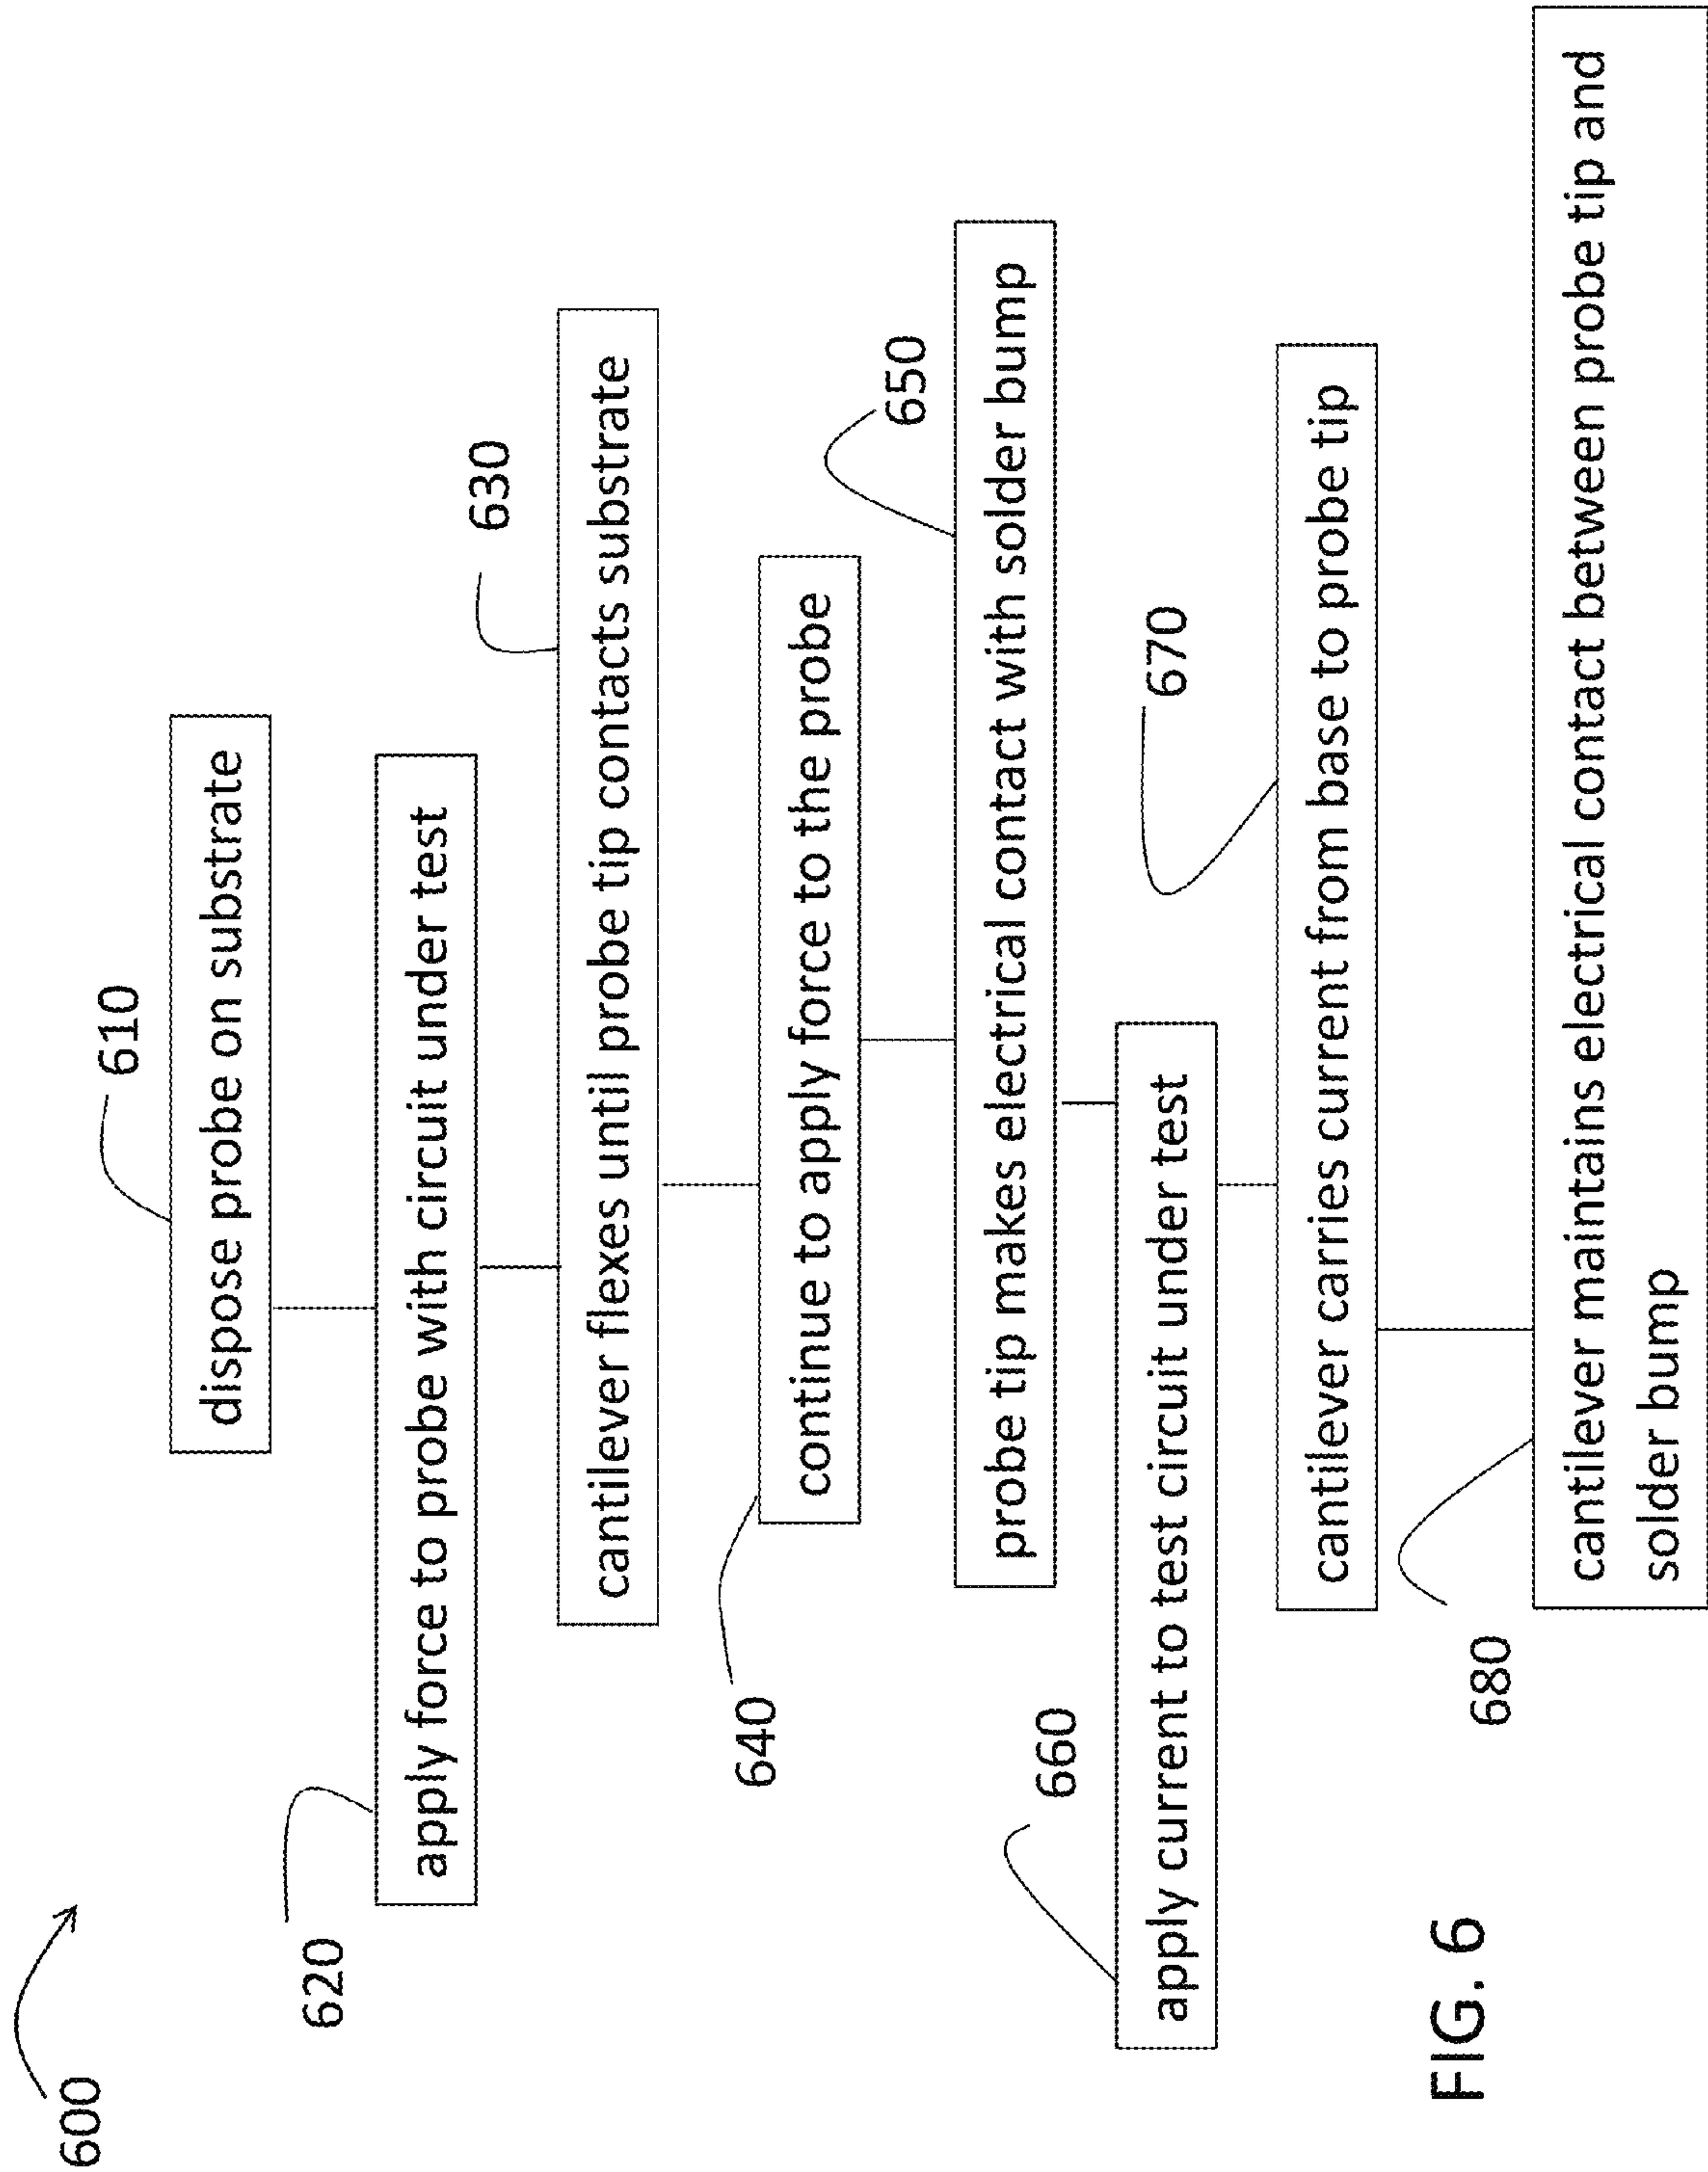 600
610
dispose probe on substrate
620
apply force to probe with circuit under test
630
cantilever flexes until probe tip contacts substrate
640
continue to apply force to the probe
650
probe tip makes electrical contact with solder bump
660
apply current to test circuit under test
670
cantilever carries current from base to probe tip
680
cantilever maintains electrical contact between probe tip and
solder bump
FIG. 6